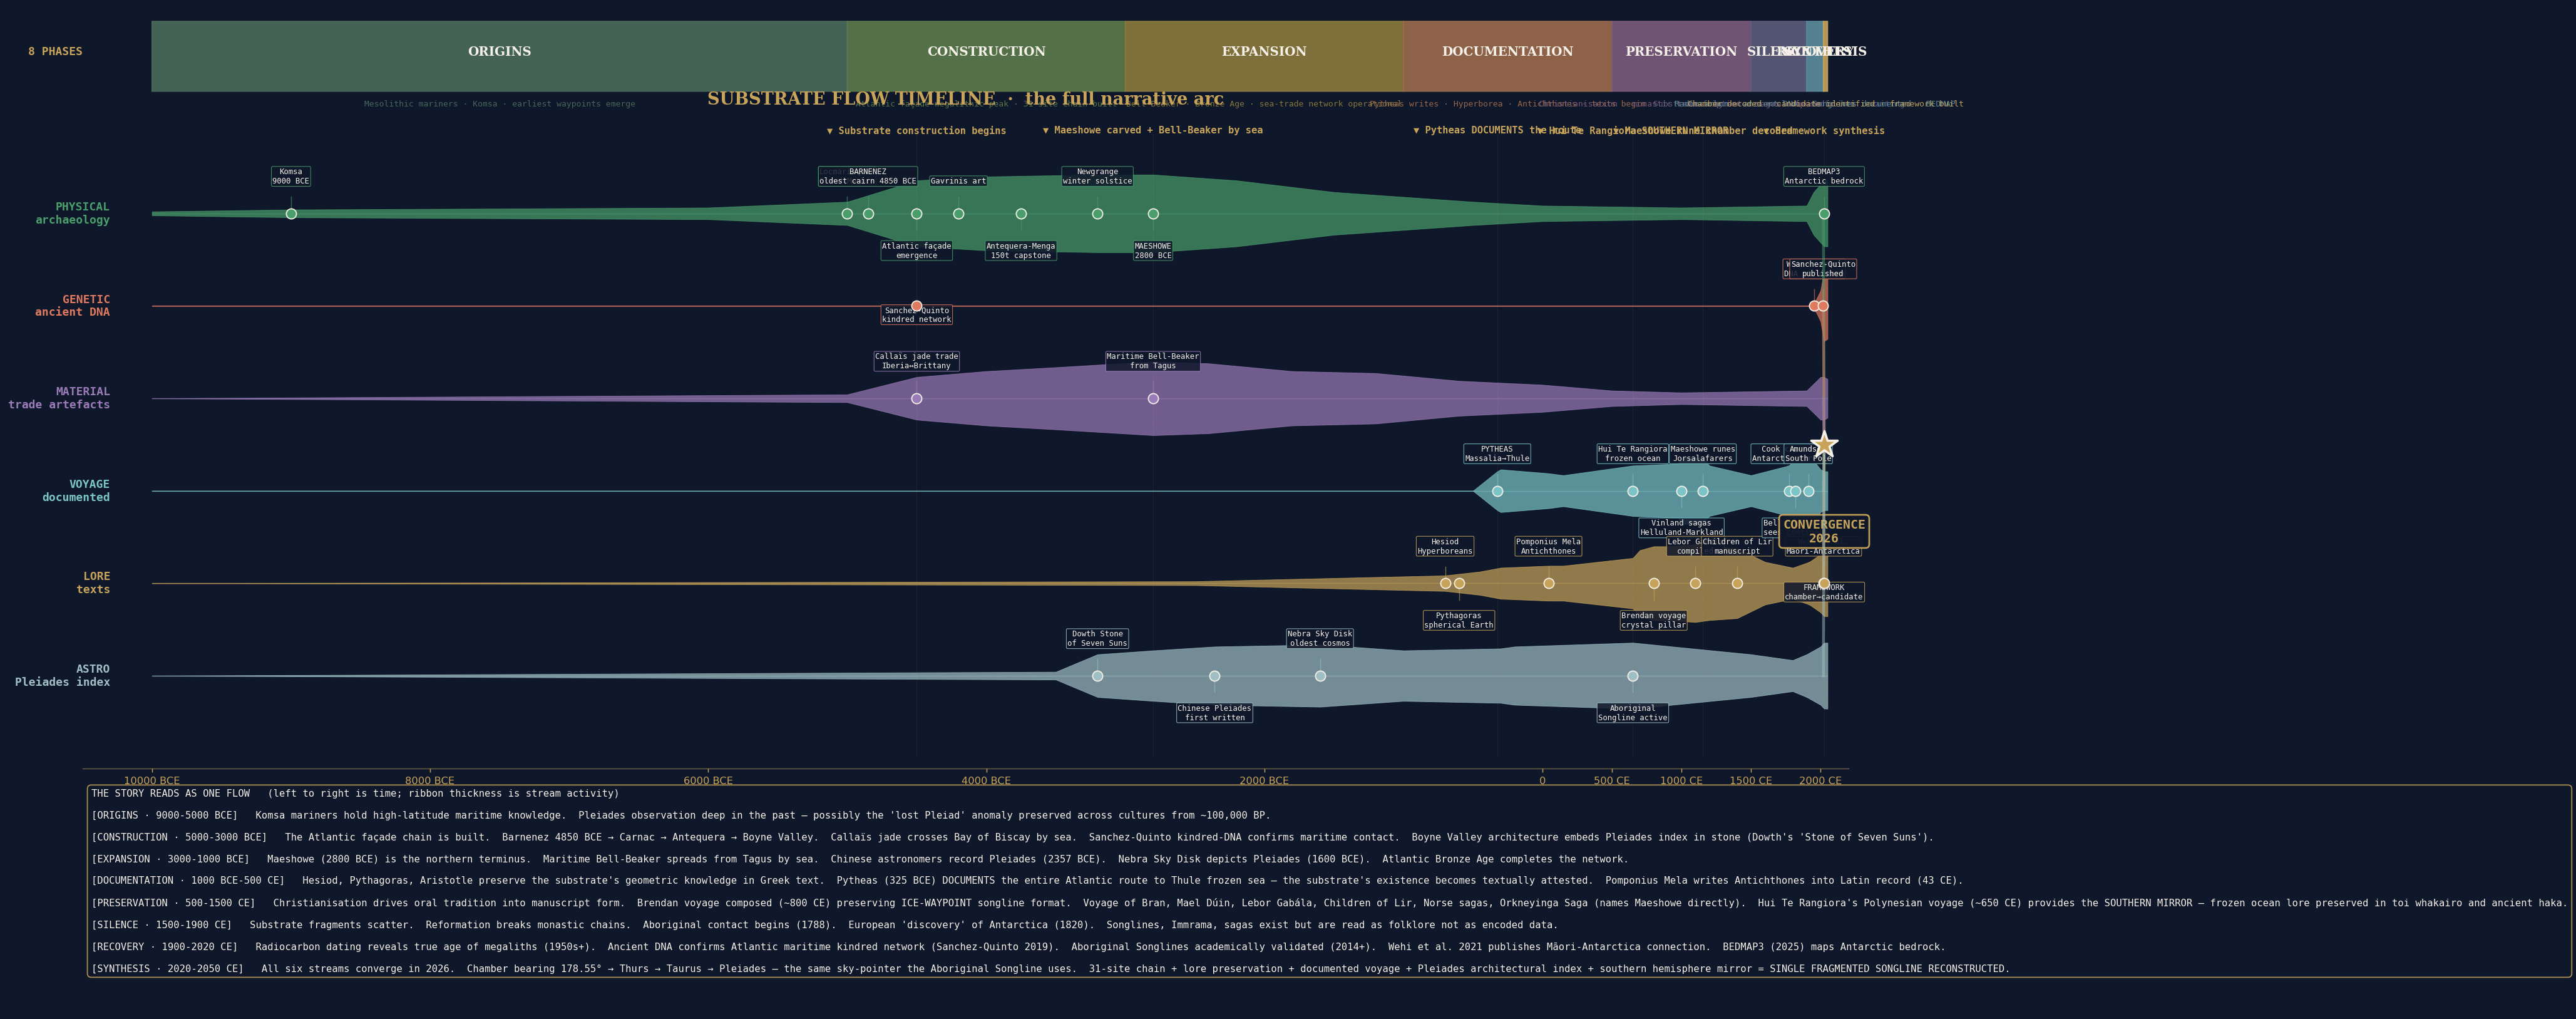 8 PHASES
ORIGINS
CONSTRUCTION
EXPANSION
DOCUMENTATION
PRESERVATION
SUBSTRATE FLOW TIMELINE · the full narrative arc
Mesolithic mariners · Komsa · earliest waypoints emerge
▼ Substrate construction begins
▼ Maeshowe carved + Bell-Beaker by sea
▼ Pytheas DOCUMENTS the route
▼ Framework synthesis
PHYSICAL
archaeology
Komsa
9000 BCE
BARNENEZ
oldest cairn 4850 BCE
Gavrinis art
Newgrange
winter solstice
BEDMAP3
Antarctic bedrock
Atlantic façade
emergence
Antequera-Menga
150t capstone
MAESHOWE
2800 BCE
GENETIC
ancient DNA
Sanchez-Quinto
published
Sanchez-Quinto
kindred network
MATERIAL
trade artefacts
Callaïs jade trade
Iberia↔Brittany
Maritime Bell-Beaker
from Tagus
VOYAGE
documented
PYTHEAS
Massalia→Thule
Hui Te Rangiora
frozen ocean
Maeshowe runes
Jorsalafarers
Cook
South Pole
Vinland sagas
Helluland-Markland
CONVERGENCE
2026
LORE
texts
Hesiod
Hyperboreans
Pomponius Mela
Antichthones
Children of Lir
manuscript
Māori-Antarctica
Pythagoras
spherical Earth
Brendan voyage
crystal pillar
FRAMEWORK
chamber→candidate
ASTRO
Pleiades index
Dowth Stone
of Seven Suns
Nebra Sky Disk
oldest cosmos
Chinese Pleiades
first written
Aboriginal
Songline active
10000 BCE
8000 BCE
6000 BCE
4000 BCE
2000 BCE
0
500 CE
1000 CE
1500 CE
2000 CE
THE STORY READS AS ONE FLOW (left to right is time; ribbon thickness is stream activity)
[ORIGINS · 9000-5000 BCE] Komsa mariners hold high-latitude maritime knowledge. Pleiades observation deep in the past — possibly the 'lost Pleiad' anomaly preserved across cultures from ~100,000 BP.
[CONSTRUCTION · 5000-3000 BCE] The Atlantic façade chain is built. Barnenez 4850 BCE → Carnac → Antequera → Boyne Valley. Callaïs jade crosses Bay of Biscay by sea. Sanchez-Quinto kindred-DNA confirms maritime contact. Boyne Valley architecture embeds Pleiades index in stone (Dowth's 'Stone of Seven Suns').
[EXPANSION · 3000-1000 BCE] Maeshowe (2800 BCE) is the northern terminus. Maritime Bell-Beaker spreads from Tagus by sea. Chinese astronomers record Pleiades (2357 BCE). Nebra Sky Disk depicts Pleiades (1600 BCE). Atlantic Bronze Age completes the network.
[DOCUMENTATION · 1000 BCE-500 CE] Hesiod, Pythagoras, Aristotle preserve the substrate's geometric knowledge in Greek text. Pytheas (325 BCE) DOCUMENTS the entire Atlantic route to Thule frozen sea — the substrate's existence becomes textually attested. Pomponius Mela writes Antichthones into Latin record (43 CE).
[PRESERVATION · 500-1500 CE] Christianisation drives oral tradition into manuscript form. Brendan voyage composed (~800 CE) preserving ICE-WAYPOINT songline format. Voyage of Bran, Mael Dúin, Lebor Gabála, Children of Lir, Norse sagas, Orkneyinga Saga (names Maeshowe directly). Hui Te Rangiora's Polynesian voyage (~650 CE) provides the SOUTHERN MIRROR — frozen ocean lore preserved in toi whakairo and ancient haka.
[SILENCE · 1500-1900 CE] Substrate fragments scatter. Reformation breaks monastic chains. Aboriginal contact begins (1788). European 'discovery' of Antarctica (1820). Songlines, Immrama, sagas exist but are read as folklore not as encoded data.
[RECOVERY · 1900-2020 CE] Radiocarbon dating reveals true age of megaliths (1950s+). Ancient DNA confirms Atlantic maritime kindred network (Sanchez-Quinto 2019). Aboriginal Songlines academically validated (2014+). Wehi et al. 2021 publishes Māori-Antarctica connection. BEDMAP3 (2025) maps Antarctic bedrock.
[SYNTHESIS · 2020-2050 CE] All six streams converge in 2026. Chamber bearing 178.55° → Thurs → Taurus → Pleiades — the same sky-pointer the Aboriginal Songline uses. 31-site chain + lore preservation + documented voyage + Pleiades architectural index + southern hemisphere mirror = SINGLE FRAGMENTED SONGLINE RECONSTRUCTED.